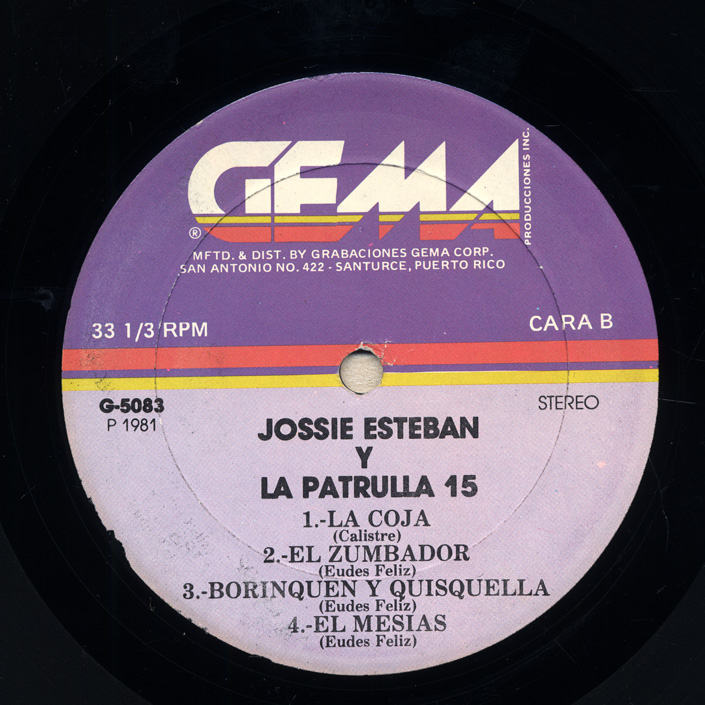 GEMA
PRODUCCIONES INC.
®
MFTD. & DIST. BY GRABACIONES GEMA CORP.
SAN ANTONIO NO. 422 - SANTURCE, PUERTO RICO
33 1/3 RPM
CARA B
G-5083
STEREO
P 1981
JOSSIE ESTEBAN
Y
LA PATRULLA 15
1.-LA COJA
(Calistre)
2.-EL ZUMBADOR
(Eudes Feliz)
3.-BORINQUEN Y QUISQUELLA
(Eudes Feliz)
4.-EL MESIAS
(Eudes Feliz)